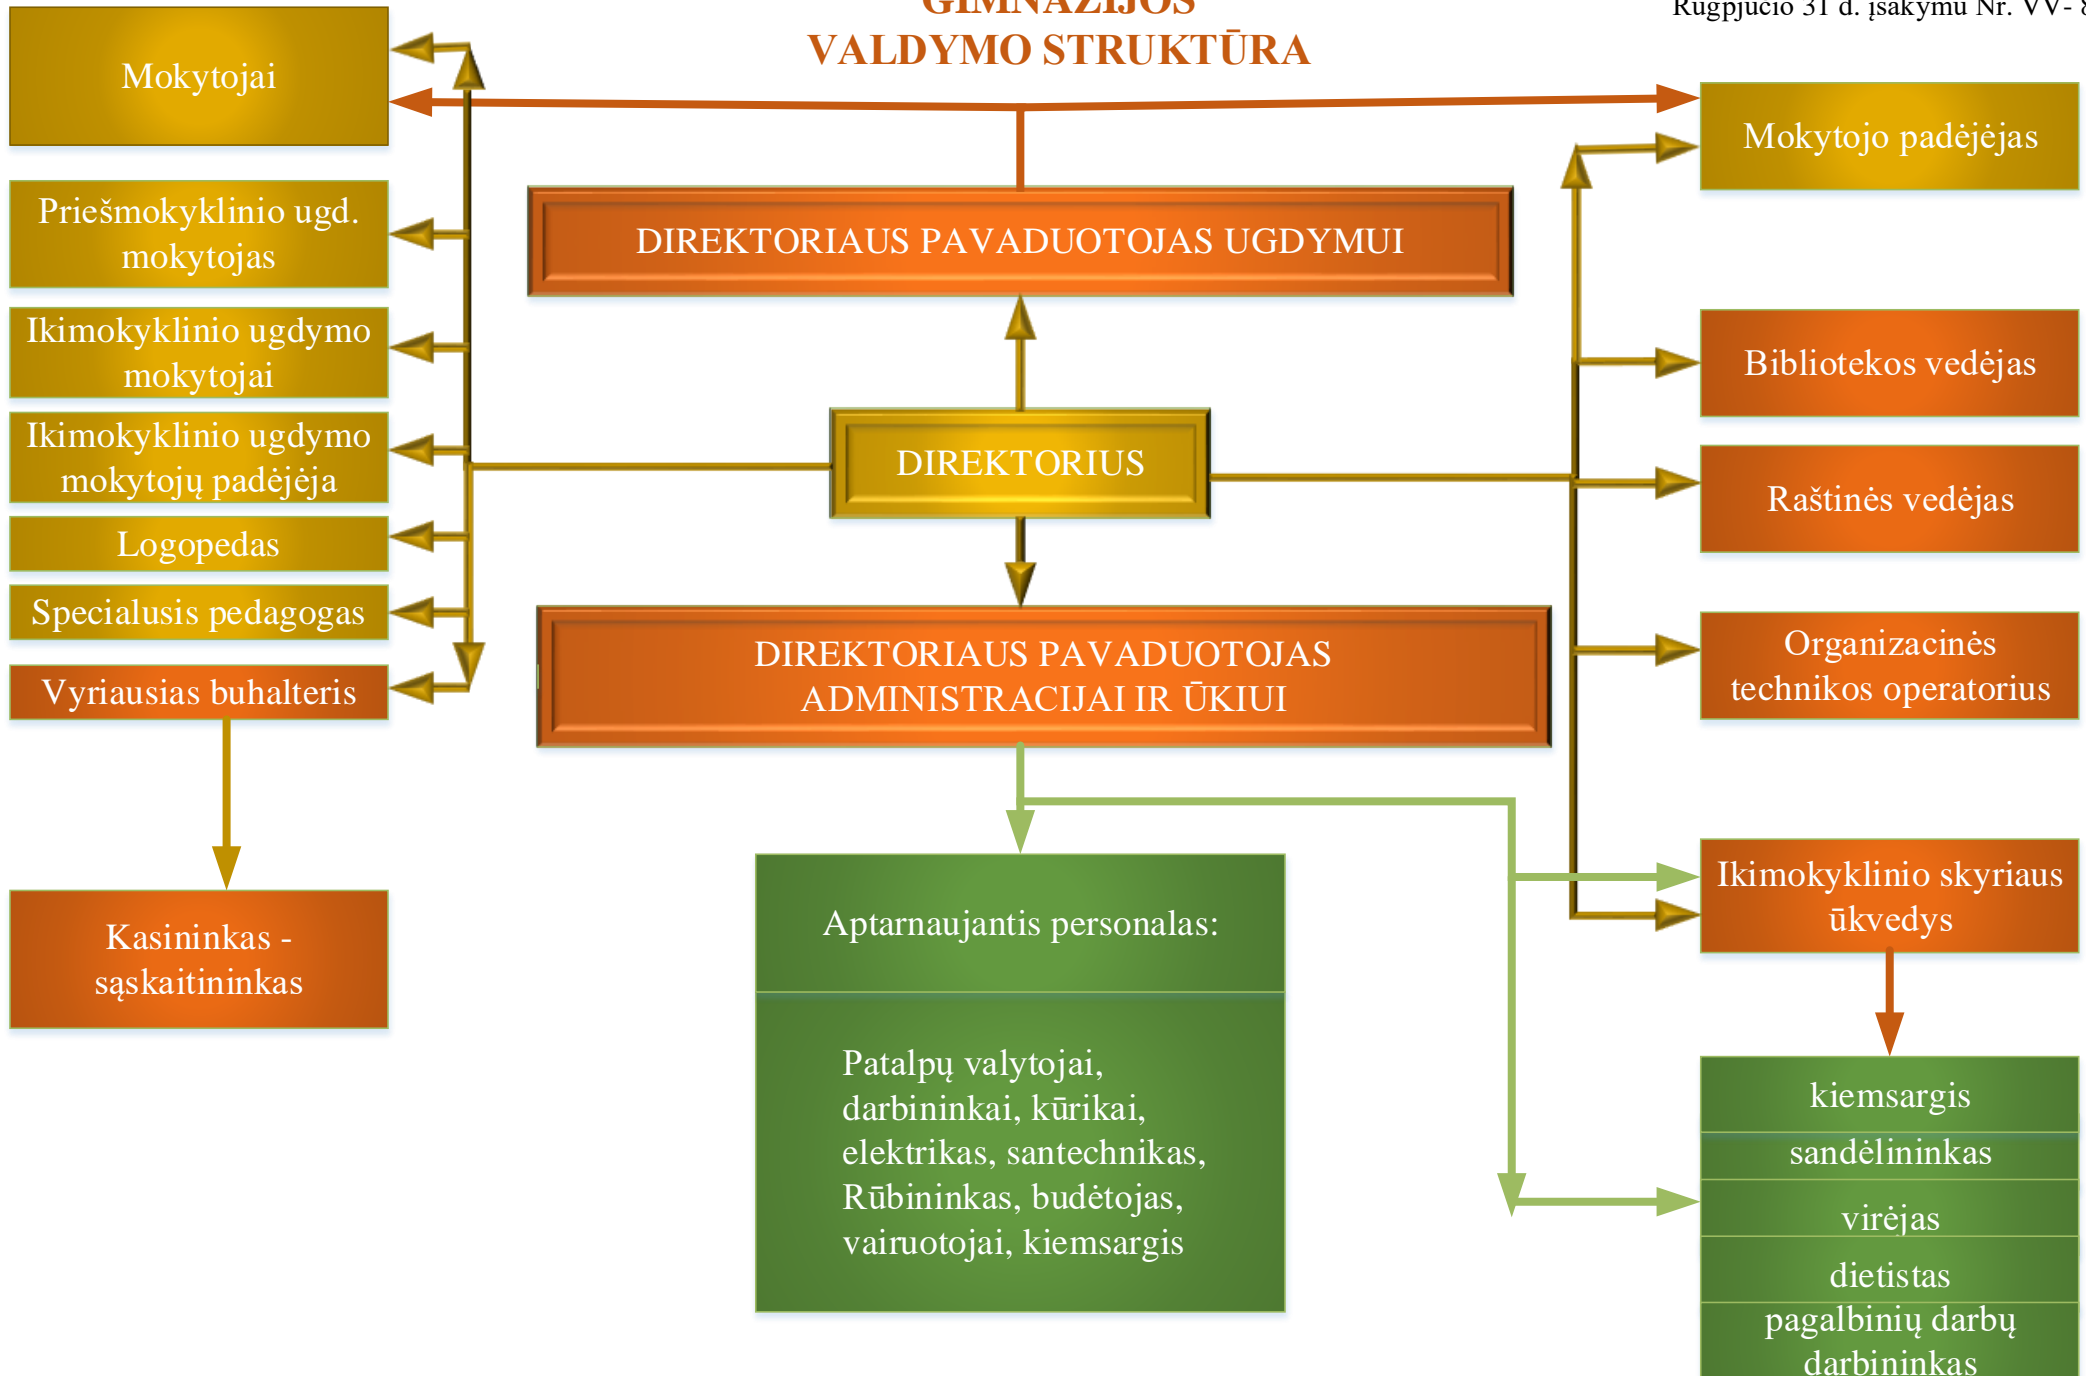 GIMNAZIJOS
VALDYMO STRUKTŪRA
Rugpjūčio 31 d. įsakymu Nr. VV- 8
Mokytojai
Priešmokyklinio ugd.
mokytojas
Ikimokyklinio ugdymo
mokytojai
Ikimokyklinio ugdymo
mokytojų padėjėja
Logopedas
Specialusis pedagogas
Vyriausias buhalteris
Kasininkas -
sąskaitininkas
DIREKTORIAUS PAVADUOTOJAS UGDYMUI
DIREKTORIUS
DIREKTORIAUS PAVADUOTOJAS
ADMINISTRACIJAI IR ŪKIUI
Aptarnaujantis personalas:
Patalpų valytojai,
darbininkai, kūrikai,
elektrikas, santechnikas,
Rūbininkas, budėtojas,
vairuotojai, kiemsargis
Mokytojo padėjėjas
Bibliotekos vedėjas
Raštinės vedėjas
Organizacinės
technikos operatorius
Ikimokyklinio skyriaus
ūkvedys
kiemsargis
sandėlininkas
virėjas
dietistas
pagalbinių darbų
darbininkas